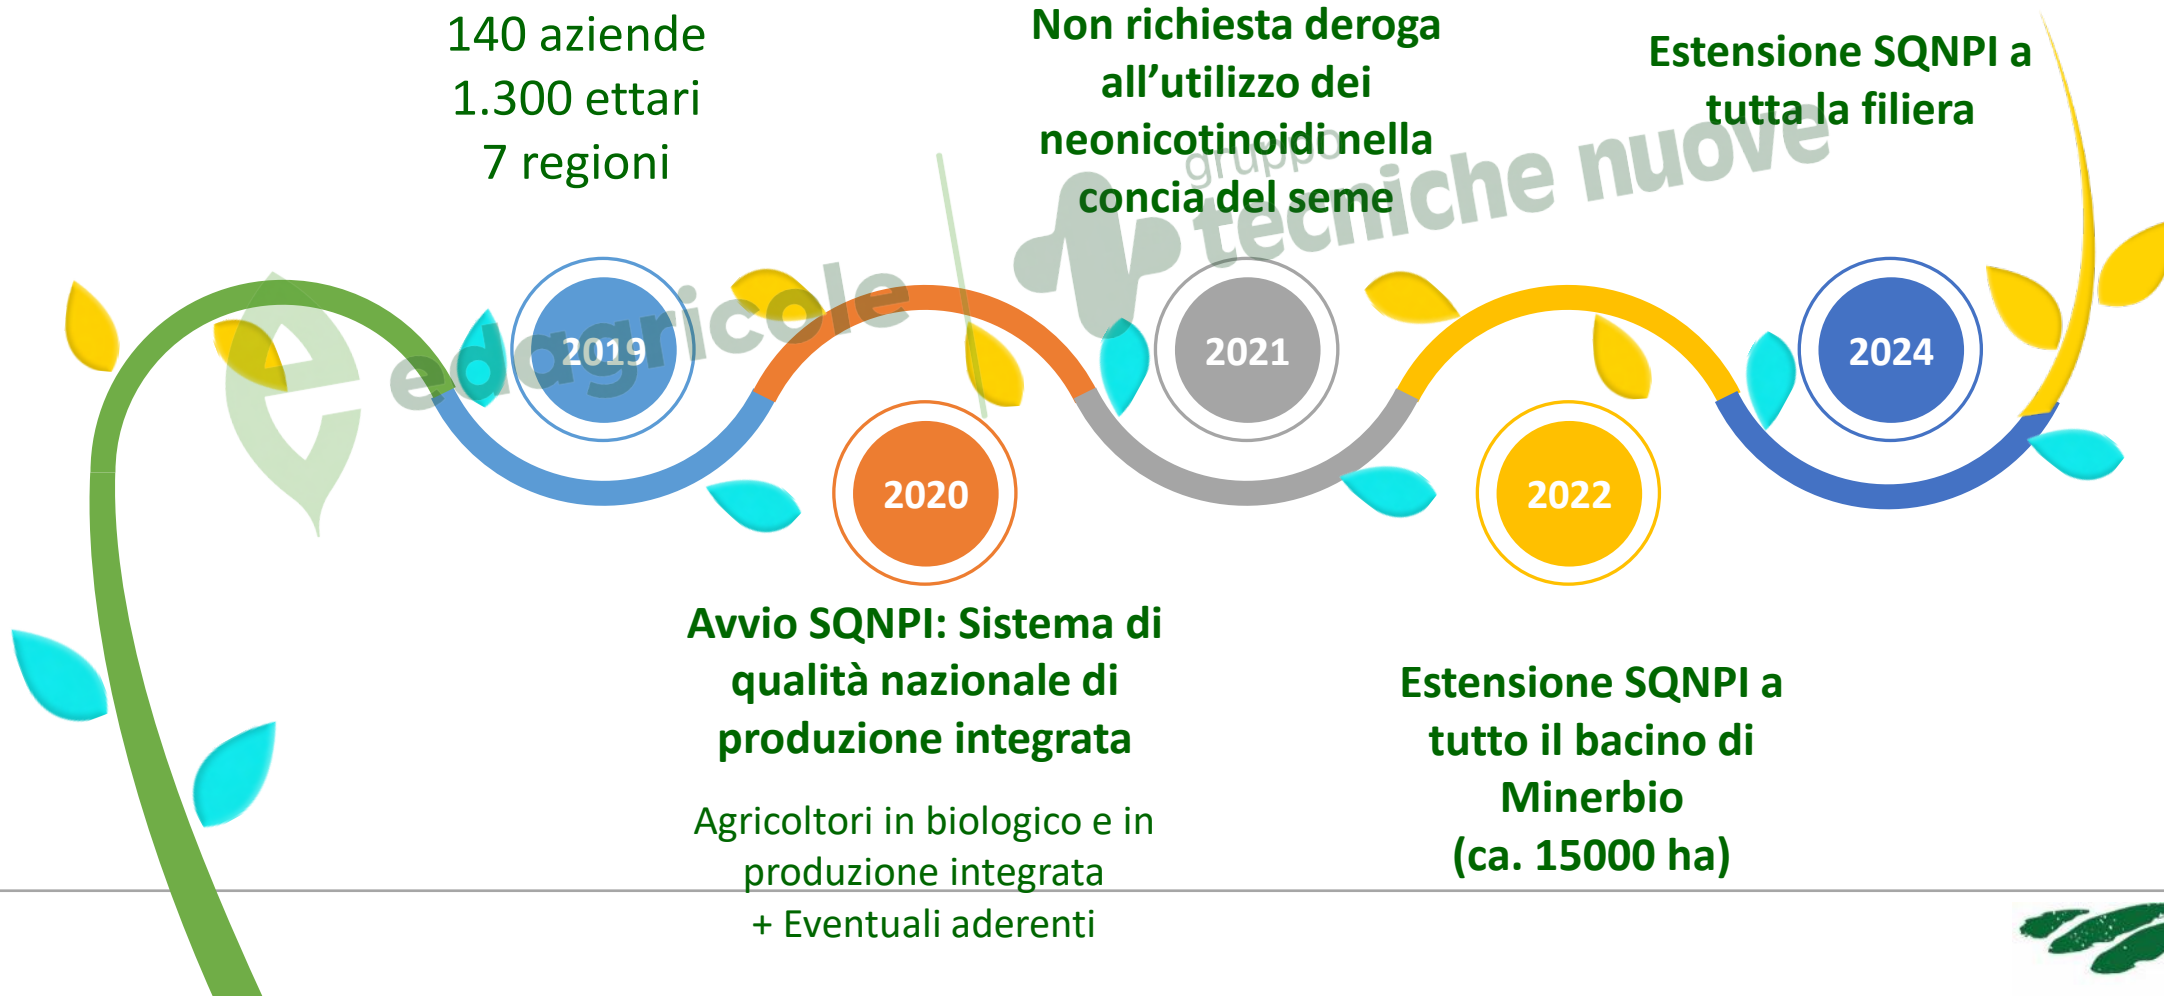 140 aziende
1.300 ettari
7 regioni
2019
Avvio SQNPI: Sistema di
qualità nazionale di
produzione integrata
Agricoltori in biologico e in
produzione integrata
+ Eventuali aderenti
2020
Non richiesta deroga
all’utilizzo dei
neonicotinoidi nella
concia del seme
2021
Estensione SQNPI a
tutto il bacino di
Minerbio
(ca. 15000 ha)
2022
Estensione SQNPI a
tutta la filiera
2024
edagricole
gruppo
tecniche nuove